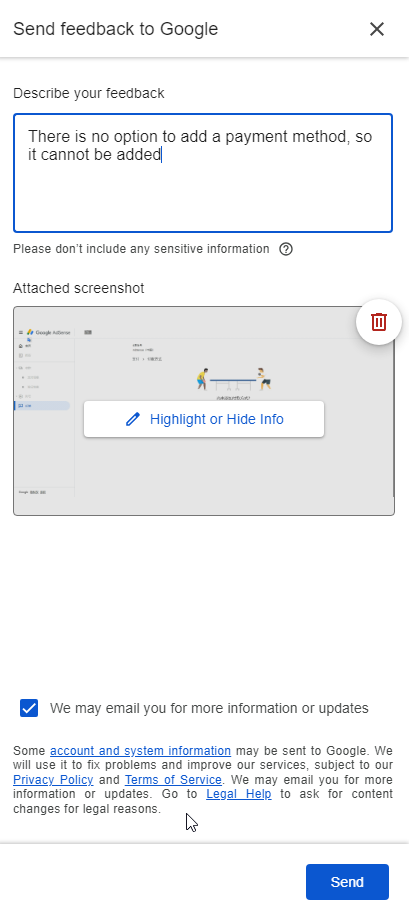 Send feedback to Google
Describe your feedback
There is no option to add a payment method, so
it cannot be added
Please don't include any sensitive information
Attached screenshot
Google AdSense
Highlight or Hide Info
Google
We may email you for more information or updates
Some account and system information may be sent to Google. We
will use it to fix problems and improve our services, subject to our
Privacy Policy and Terms of Service. We may email you for more
information or updates. Go to Legal Help to ask for content
changes for legal reasons.
Send